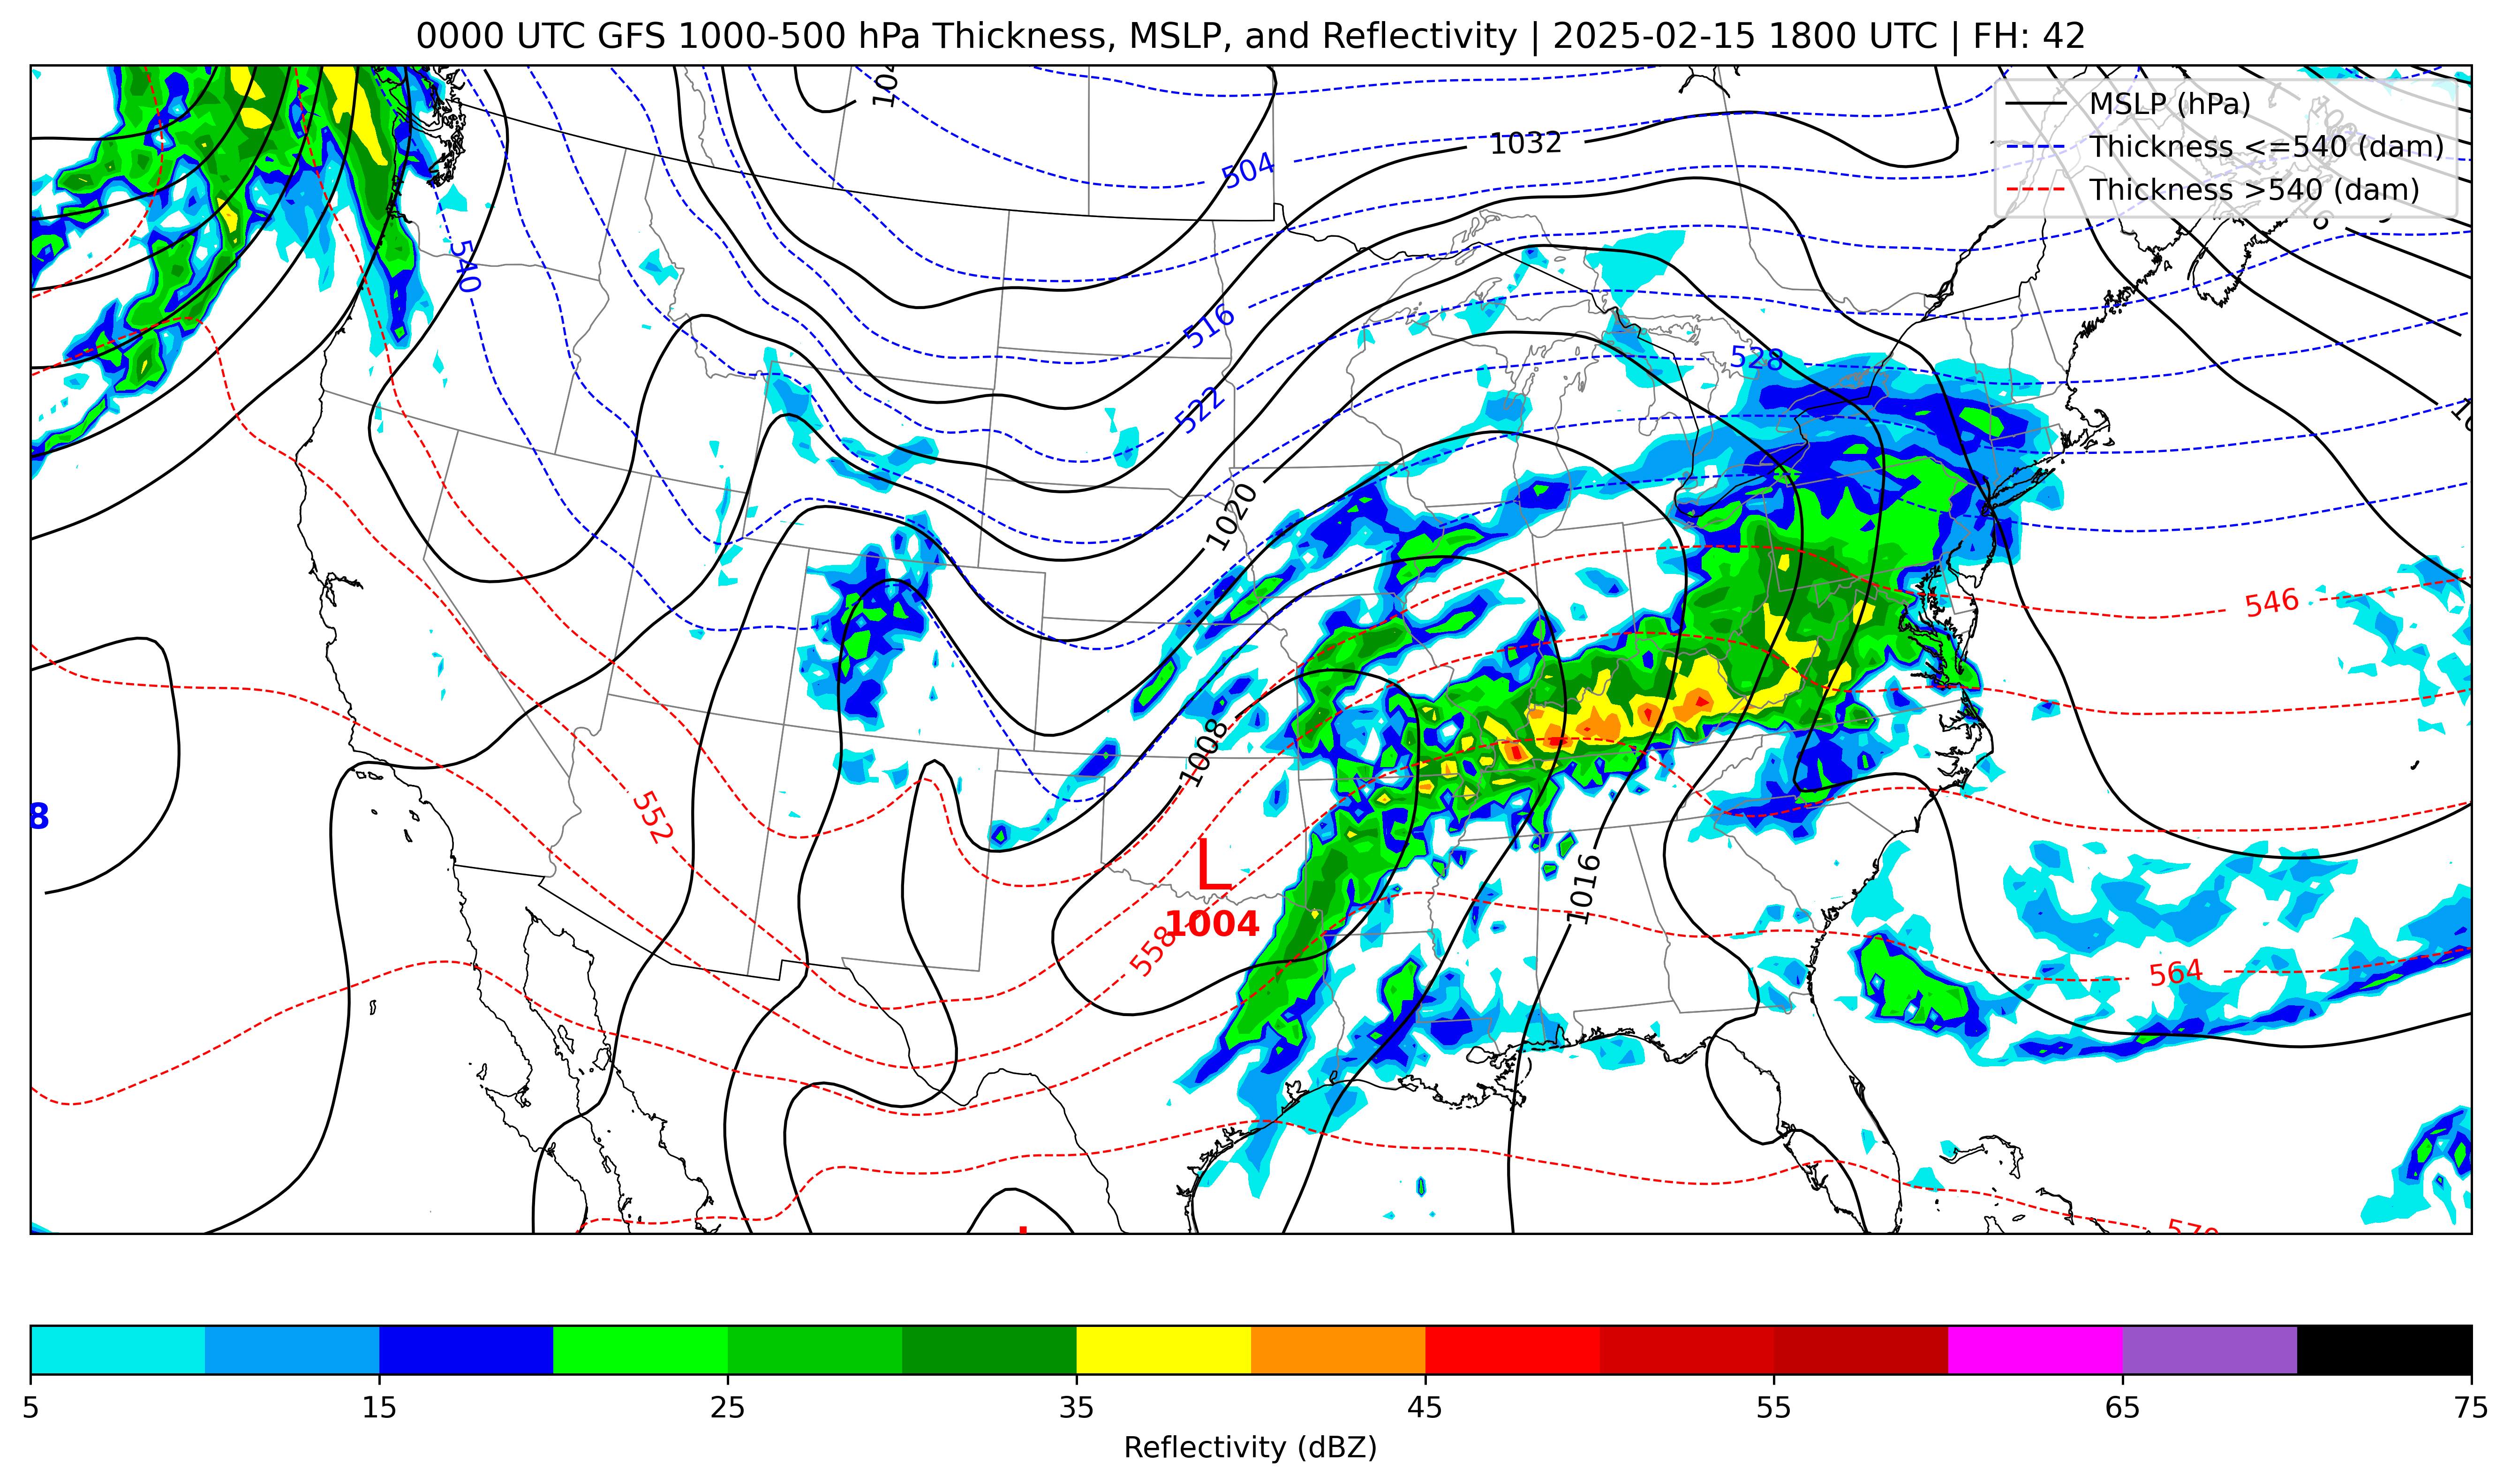 0000 UTC GFS 1000-500 hPa Thickness, MSLP, and Reflectivity | 2025-02-15 1800 UTC | FH: 42
MSLP (hPa)
Thickness <=540 (dam)
Thickness >540 (dam)
1032
504
540
516
528
522
1020
546
1008
552
8
L
1004
1016
558
564
570
5 15 25 35 45 55 65 75
Reflectivity (dBZ)